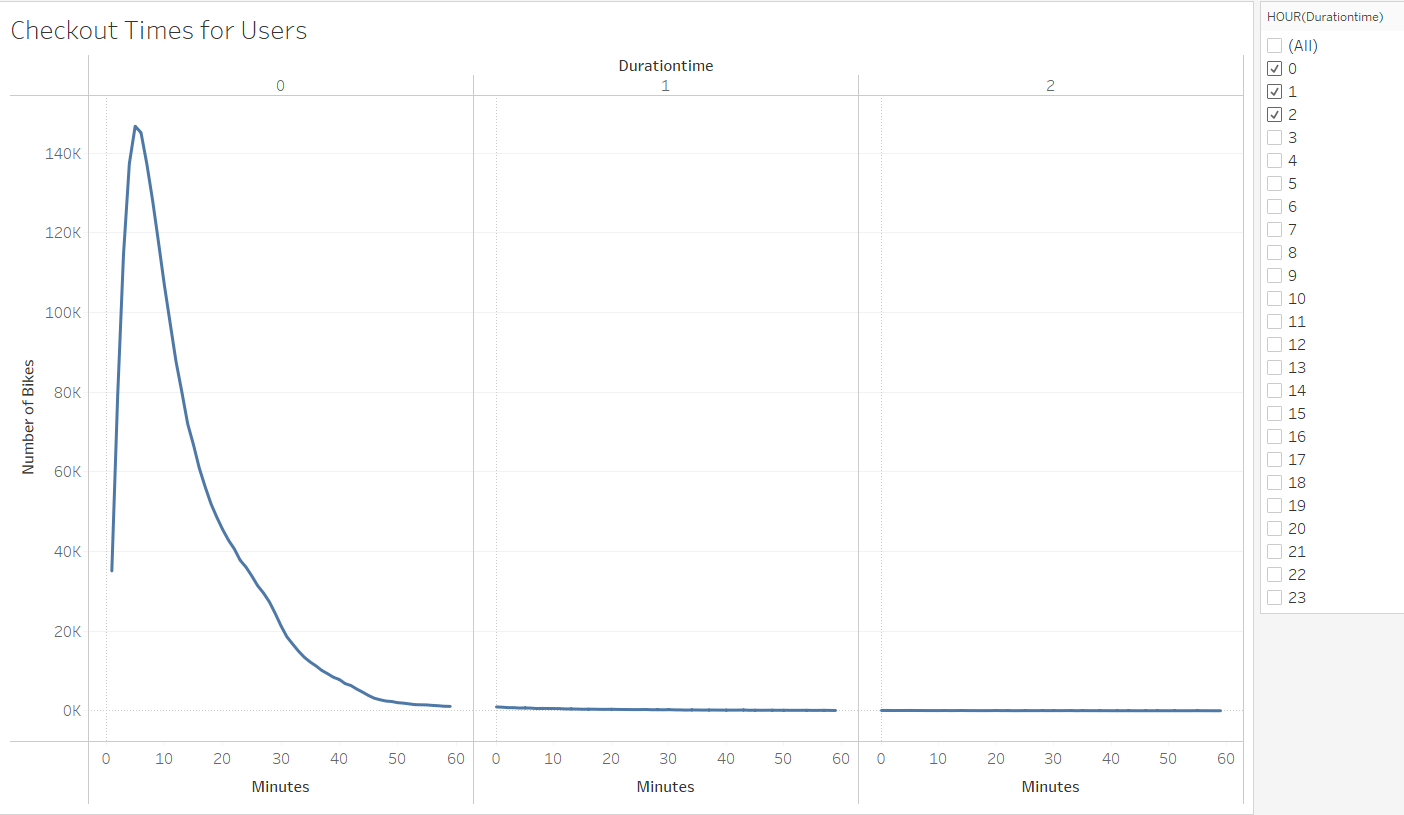 Checkout Times for Users
Durationtime
0 1 2
Number of Bikes
140K
120K
100K
80K
60K
40K
20K
0K
0 10 20 30 40 50 60 0 10 20 30 40 50 60 0 10 20 30 40 50 60
Minutes Minutes Minutes
HOUR(Durationtime)
(All)
0
1
2
3
4
5
6
7
8
9
10
11
12
13
14
15
16
17
18
19
20
21
22
23